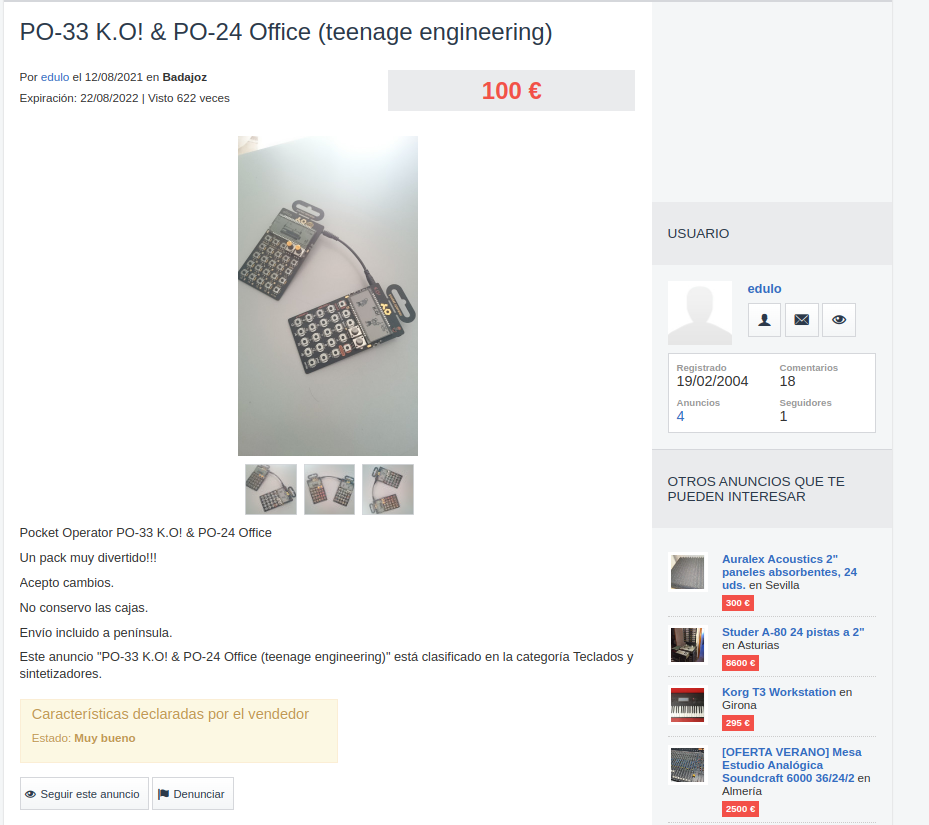 PO-33 K.O! & PO-24 Office (teenage engineering)
Por edulo el 12/08/2021 en Badajoz
Expiración: 22/08/2022 | Visto 622 veces
100 €
Pocket Operator PO-33 K.O! & PO-24 Office
Un pack muy divertido!!!
Acepto cambios.
No conservo las cajas.
Envío incluido a península.
Este anuncio "PO-33 K.O! & PO-24 Office (teenage engineering)" está clasificado en la categoría Teclados y
sintetizadores.
Características declaradas por el vendedor
Estado: Muy bueno
Seguir este anuncio
Denunciar
USUARIO
edulo
Registrado
19/02/2004
Comentarios
18
Anuncios
4
Seguidores
1
OTROS ANUNCIOS QUE TE
PUEDEN INTERESAR
Auralex Acoustics 2"
paneles absorbentes, 24
uds. en Sevilla
300 €
Studer A-80 24 pistas a 2"
en Asturias
8600 €
Korg T3 Workstation en
Girona
295 €
[OFERTA VERANO] Mesa
Estudio Analógica
Soundcraft 6000 36/24/2 en
Almería
2500 €